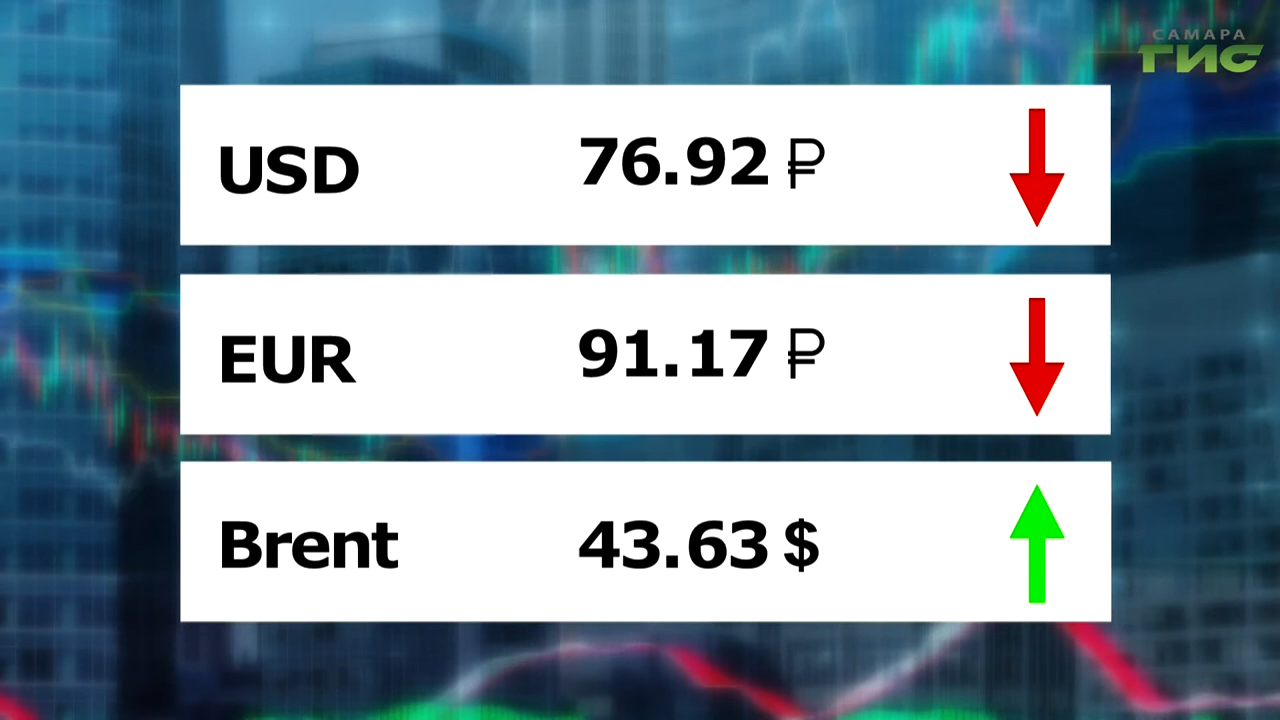 САМАРА
ГИС
USD 76.92 ₽
EUR 91.17 ₽
Brent 43.63 $